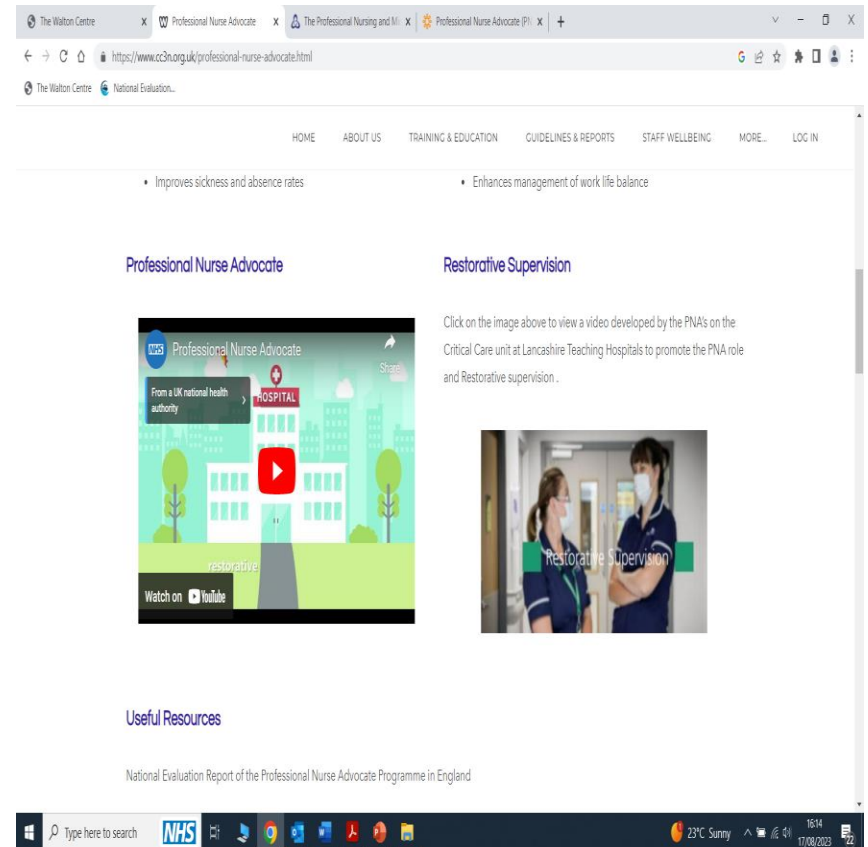 The Walton Centre
Professional Nurse Advocate
The Professional Nursing and Mi
Professional Nurse Advocate (PN
https://www.cc3n.org.uk/professional-nurse-advocate.html
The Walton Centre
National Evaluation...
HOME ABOUT US TRAINING & EDUCATION GUIDELINES & REPORTS STAFF WELLBEING MORE... LOG IN
• Improves sickness and absence rates
• Enhances management of work life balance
Professional Nurse Advocate
NHS Professional Nurse Advocate
Share
From a UK national health
authority
HOSPITAL
restorative
Watch on YouTube
Restorative Supervision
Click on the image above to view a video developed by the PNA's on the
Critical Care unit at Lancashire Teaching Hospitals to promote the PNA role
and Restorative supervision .
Restorative Supervision
Useful Resources
National Evaluation Report of the Professional Nurse Advocate Programme in England
Type here to search NHS 23°C Sunny 16:14
17/08/2023
22